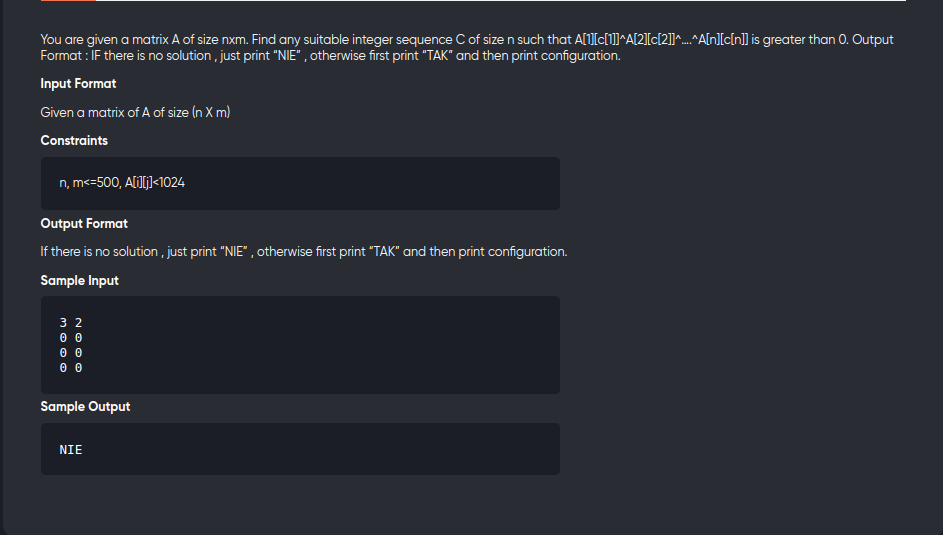 You are given a matrix A of size nxm. Find any suitable integer sequence C of size n such that A[1][c[1]]^A[2][c[2]]^....^A[n][c[n]] is greater than 0. Output
Format : IF there is no solution , just print “NIE” , otherwise first print “TAK” and then print configuration.
Input Format
Given a matrix of A of size (n X m)
Constraints
n, m<=500, A[i][j]<1024
Output Format
If there is no solution , just print “NIE” , otherwise first print “TAK” and then print configuration.
Sample Input
3 2
0 0
0 0
0 0
Sample Output
NIE